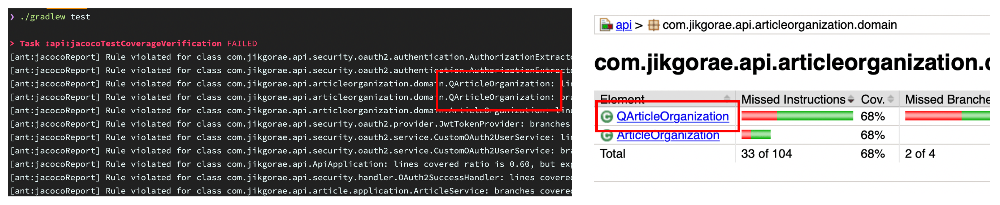 ❯ ./gradlew test
> Task :api:jacocoTestCoverageVerification FAILED
[ant:jacocoReport] Rule violated for class com.jikgorae.api.security.oauth2.authentication.AuthorizationExtracto
[ant:jacocoReport] Rule violated for class com.jikgorae.api.security.oauth2.authentication.AuthorizationExtracto
[ant:jacocoReport] Rule violated for class com.jikgorae.api.articleorganization.domain.QArticleOrganization: lin
[ant:jacocoReport] Rule violated for class com.jikgorae.api.articleorganization.domain.QArticleOrganization: bra
[ant:jacocoReport] Rule violated for class com.jikgorae.api.articleorganization.domain.ArticleOrganization: line
[ant:jacocoReport] Rule violated for class com.jikgorae.api.security.oauth2.provider.JwtTokenProvider: branches
[ant:jacocoReport] Rule violated for class com.jikgorae.api.security.oauth2.service.CustomOAuth2UserService: lin
[ant:jacocoReport] Rule violated for class com.jikgorae.api.security.oauth2.service.CustomOAuth2UserService: bra
[ant:jacocoReport] Rule violated for class com.jikgorae.api.ApiApplication: lines covered ratio is 0.60, but exp
[ant:jacocoReport] Rule violated for class com.jikgorae.api.security.handler.OAuth2SuccessHandler: lines covered
[ant:jacocoReport] Rule violated for class com.jikgorae.api.article.application.ArticleService: branches covered
api > com.jikgorae.api.articleorganization.domain
com.jikgorae.api.articleorganization.d
Element Missed Instructions Cov. Missed Branche
QArticleOrganization 68%
ArticleOrganization 68%
Total 33 of 104 68% 2 of 4